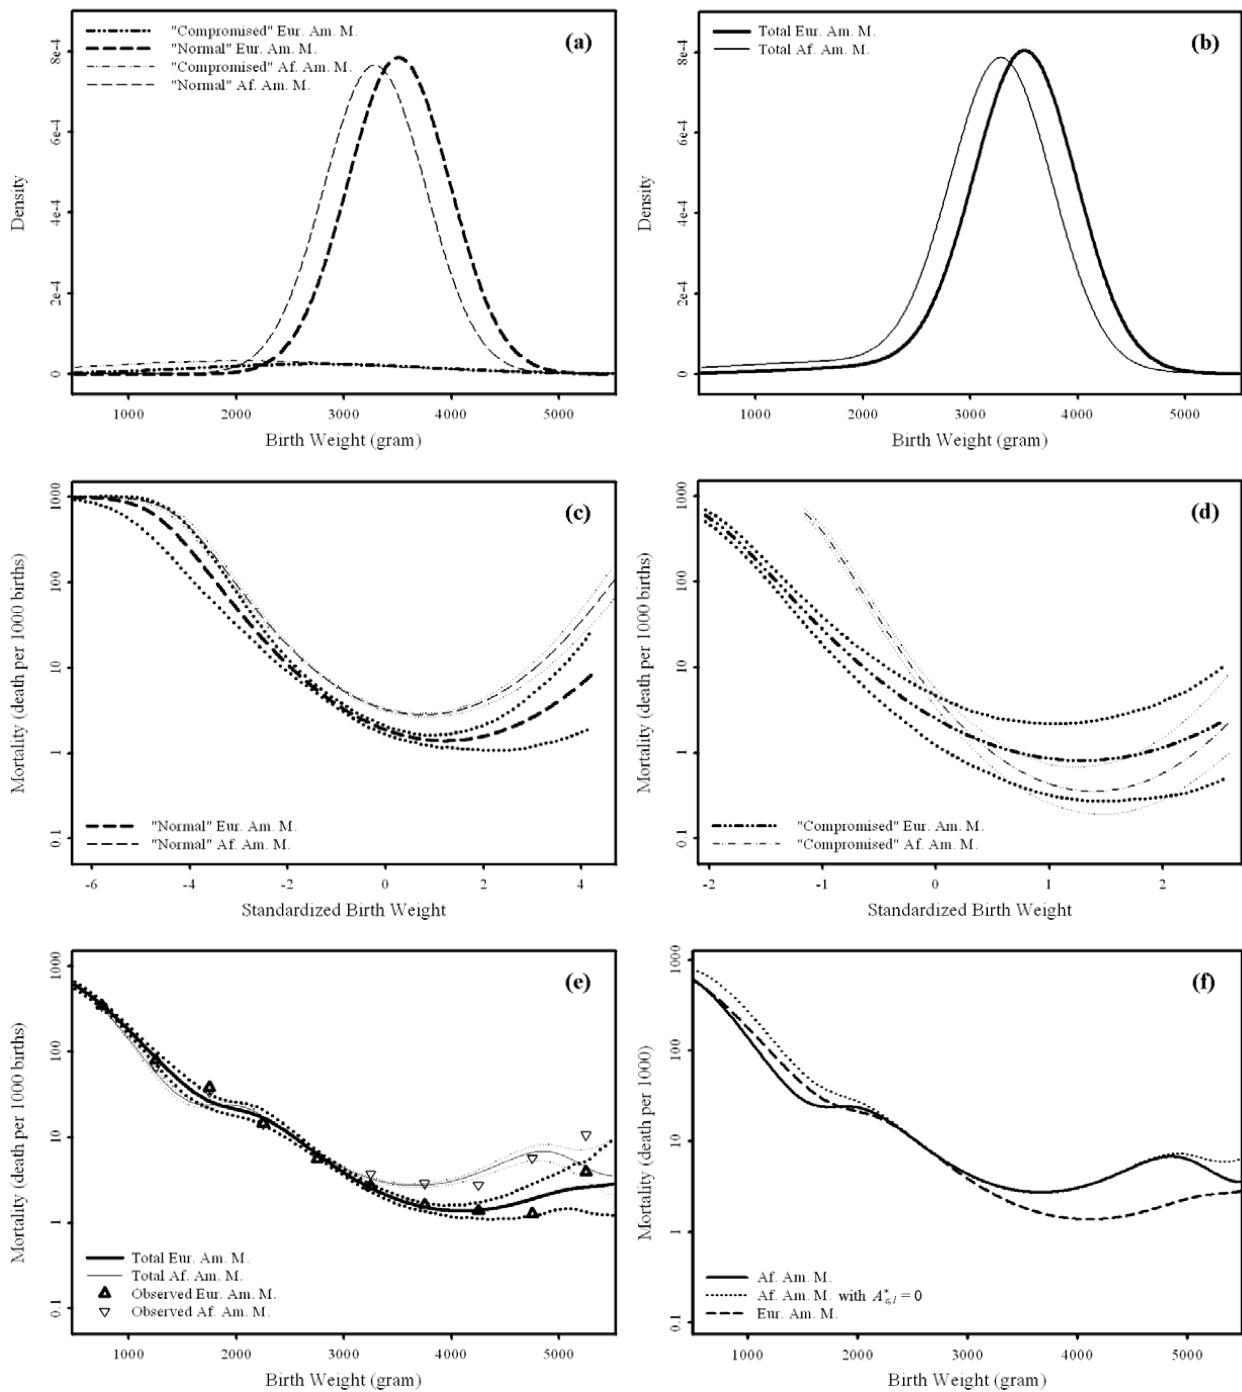 "Compromised" Eur. Am. M.
"Normal" Eur. Am. M.
"Compromised" Af. Am. M.
"Normal" Af. Am. M.
(a)
8e-4
6e-4
4e-4
2e-4
0
Density
1000 2000 3000 4000 5000
Birth Weight (gram)
Total Eur. Am. M.
Total Af. Am. M.
(b)
8e-4
6e-4
4e-4
2e-4
0
Density
1000 2000 3000 4000 5000
Birth Weight (gram)
(c)
1000
100
10
1
0.1
Mortality (death per 1000 births)
"Normal" Eur. Am. M.
"Normal" Af. Am. M.
-6 -4 -2 0 2 4
Standardized Birth Weight
(d)
1000
100
10
1
0.1
Mortality (death per 1000 births)
"Compromised" Eur. Am. M.
"Compromised" Af. Am. M.
-2 -1 0 1 2
Standardized Birth Weight
(e)
1000
100
10
1
0.1
Mortality (death per 1000 births)
Total Eur. Am. M.
Total Af. Am. M.
Observed Eur. Am. M.
Observed Af. Am. M.
1000 2000 3000 4000 5000
Birth Weight (gram)
(f)
1000
100
10
1
0.1
Mortality (death per 1000)
Af. Am. M.
Af. Am. M. with = 0
Eur. Am. M.
1000 2000 3000 4000 5000
Birth Weight (gram)